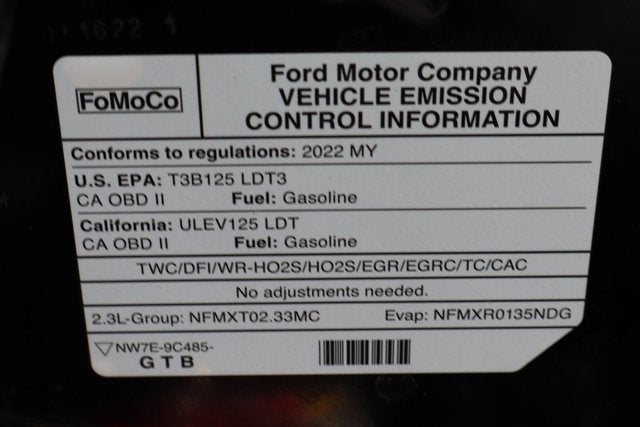 1622 1
FoMoCo
Ford Motor Company
VEHICLE EMISSION
CONTROL INFORMATION
Conforms to regulations: 2022 MY
U.S. EPA: T3B125 LDT3
CA OBD II Fuel: Gasoline
California: ULEV125 LDT
CA OBD II Fuel: Gasoline
TWC/DFI/WR-HO2S/HO2S/EGR/EGRC/TC/CAC
No adjustments needed.
2.3L-Group: NFMXT02.33MC Evap: NFMXR0135NDG
NW7E-9C485-
G T B